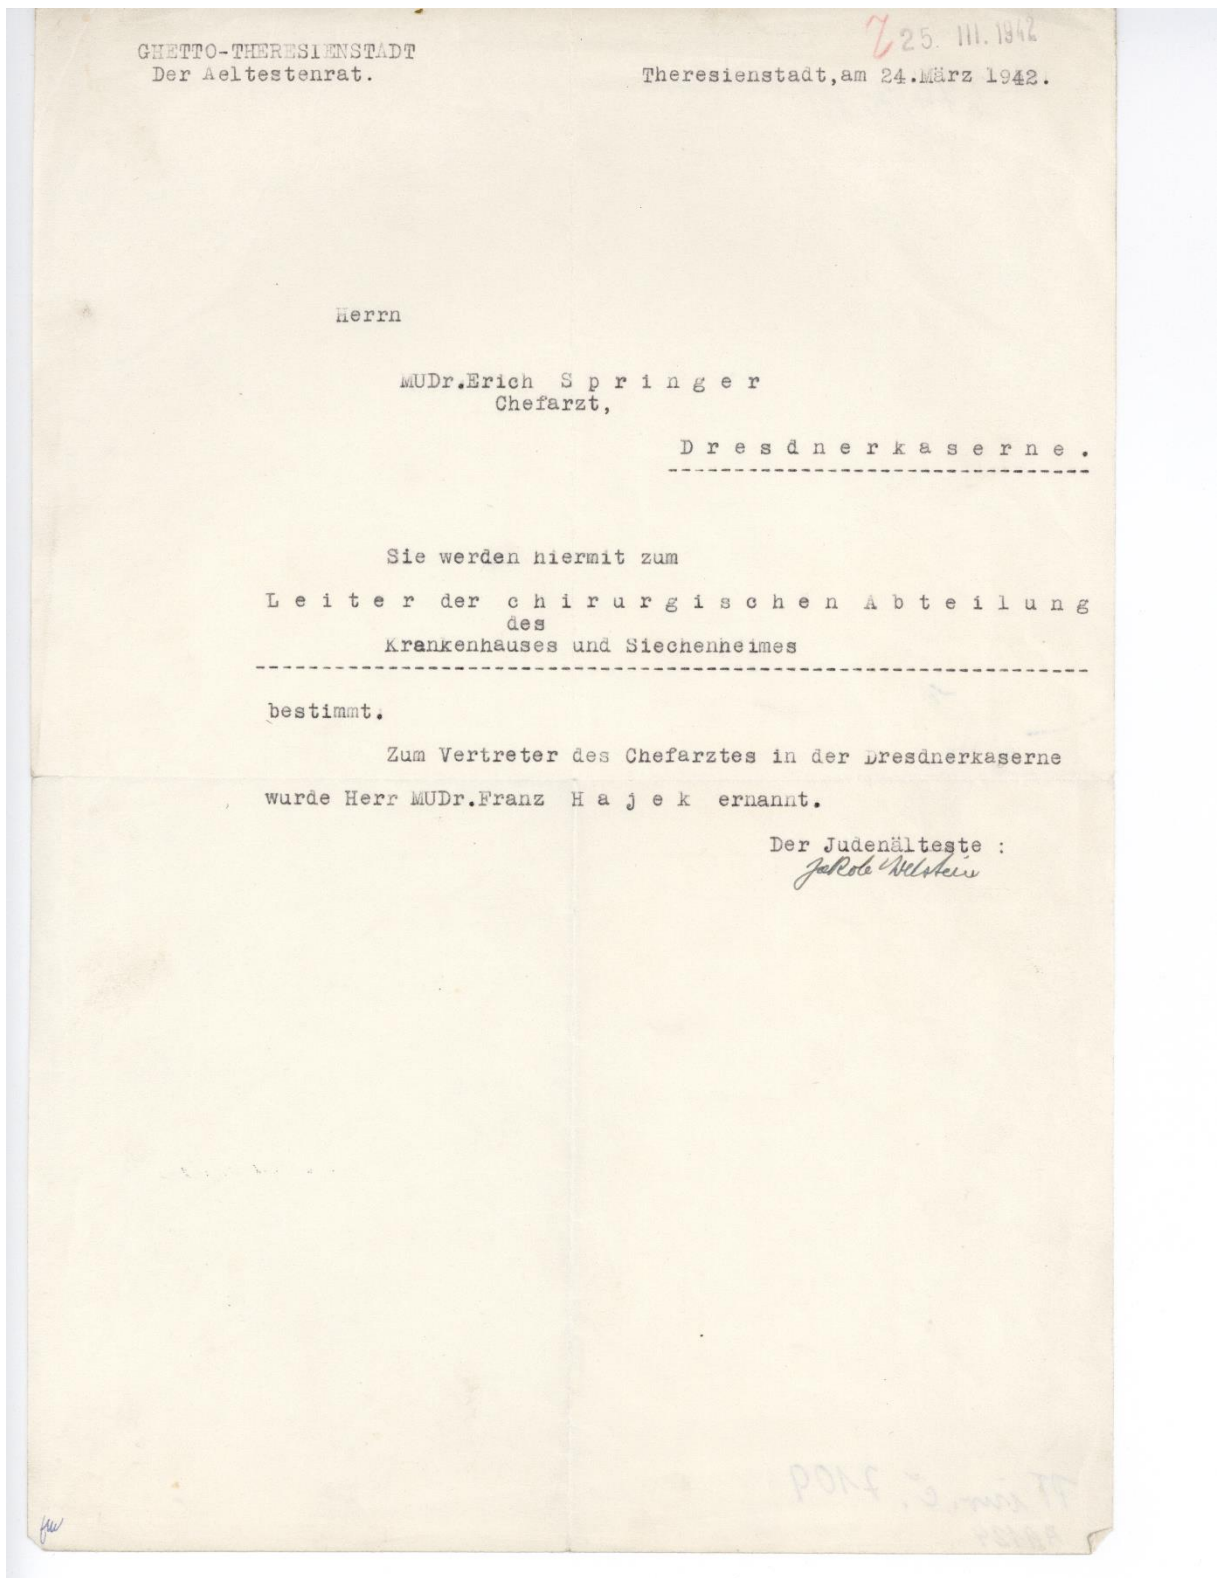 25. III. 1942
GHETTO-THERESIENSTADT
Der Aeltestenrat.
Theresienstadt,am 24.März 1942.
Herrn
MUDr.Erich S p r i n g e r
Chefarzt,
D r e s d n e r k a s e r n e .
Sie werden hiermit zum
L e i t e r der c h i r u r g i s c h e n A b t e i l u n g
des
Krankenhauses und Siechenheimes
bestimmt.
Zum Vertreter des Chefarztes in der Dresdnerkaserne
wurde Herr MUDr.Franz H a j e k ernannt.
Der Judenälteste :
Jakob Edelstein